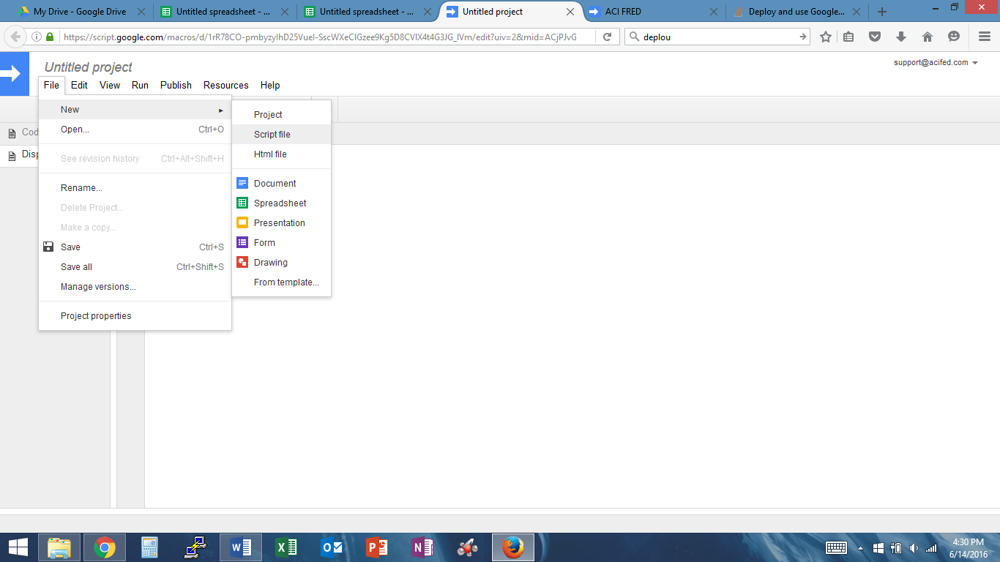 My Drive - Google Drive
Untitled spreadsheet - ...
Untitled spreadsheet - ...
Untitled project
ACI FRED
Deploy and use Google...
https://script.google.com/macros/d/1rR78CO-pmbyzylhD25Vuel-SscWXeCIGzee9Kg5D8CVIX4t4G3JG_lVm/edit?uiv=2&mid=ACjPJvG
deplou
Untitled project
support@acifed.com
File Edit View Run Publish Resources Help
New
Open... Ctrl+O
See revision history Ctrl+Alt+Shift+H
Rename...
Delete Project...
Make a copy...
Save Ctrl+S
Save all Ctrl+Shift+S
Manage versions...
Project properties
Project
Script file
Html file
Document
Spreadsheet
Presentation
Form
Drawing
From template...
Cod
Disp
4:30 PM
6/14/2016